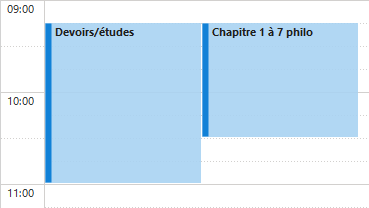 09:00
Devoirs/études
Chapitre 1 à 7 philo
10:00
11:00